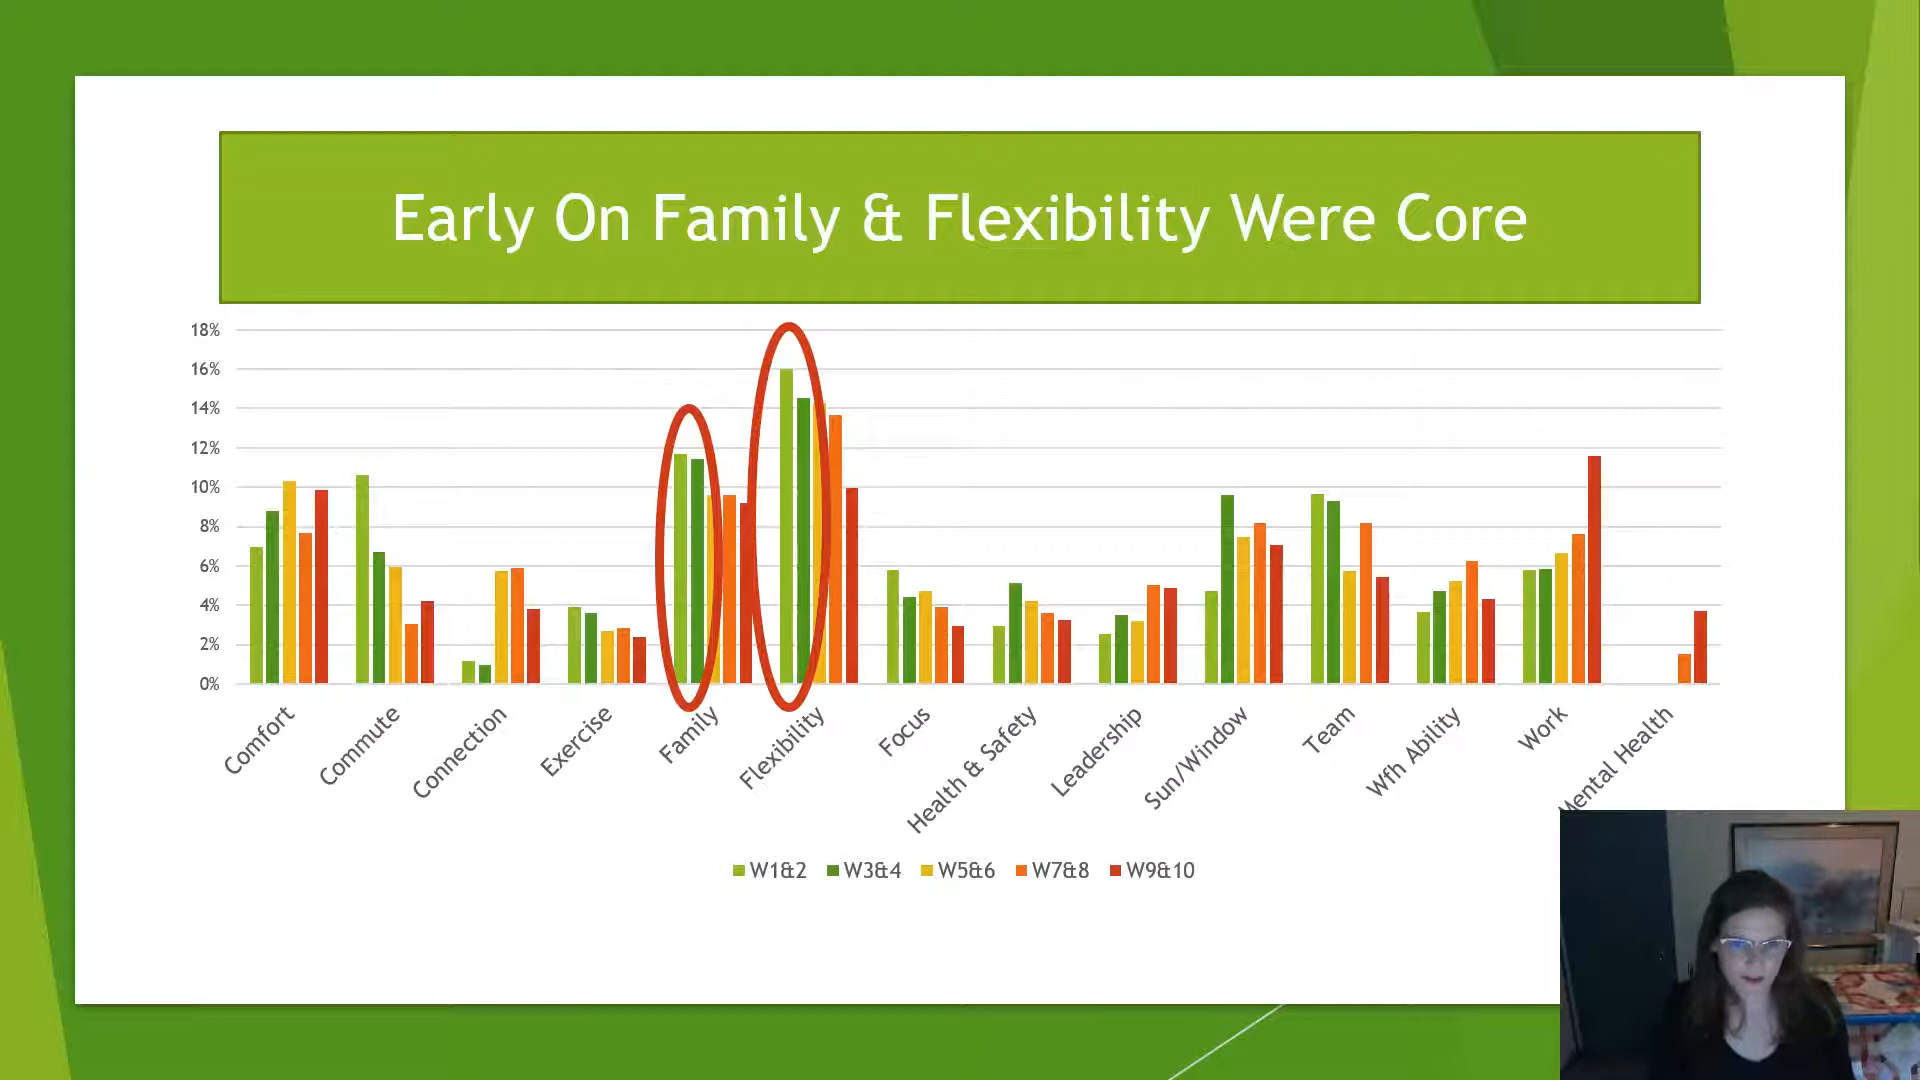 Early On Family & Flexibility Were Core
18%
16%
14%
12%
10%
8%
6%
4%
2%
0%
Comfort
Commute
Connection
Exercise
Family
Flexibility
Focus
Health & Safety
Leadership
Sun/Window
Team
Wfh Ability
Work
Mental Health
W1&2 W3&4 W5&6 W7&8 W9&10